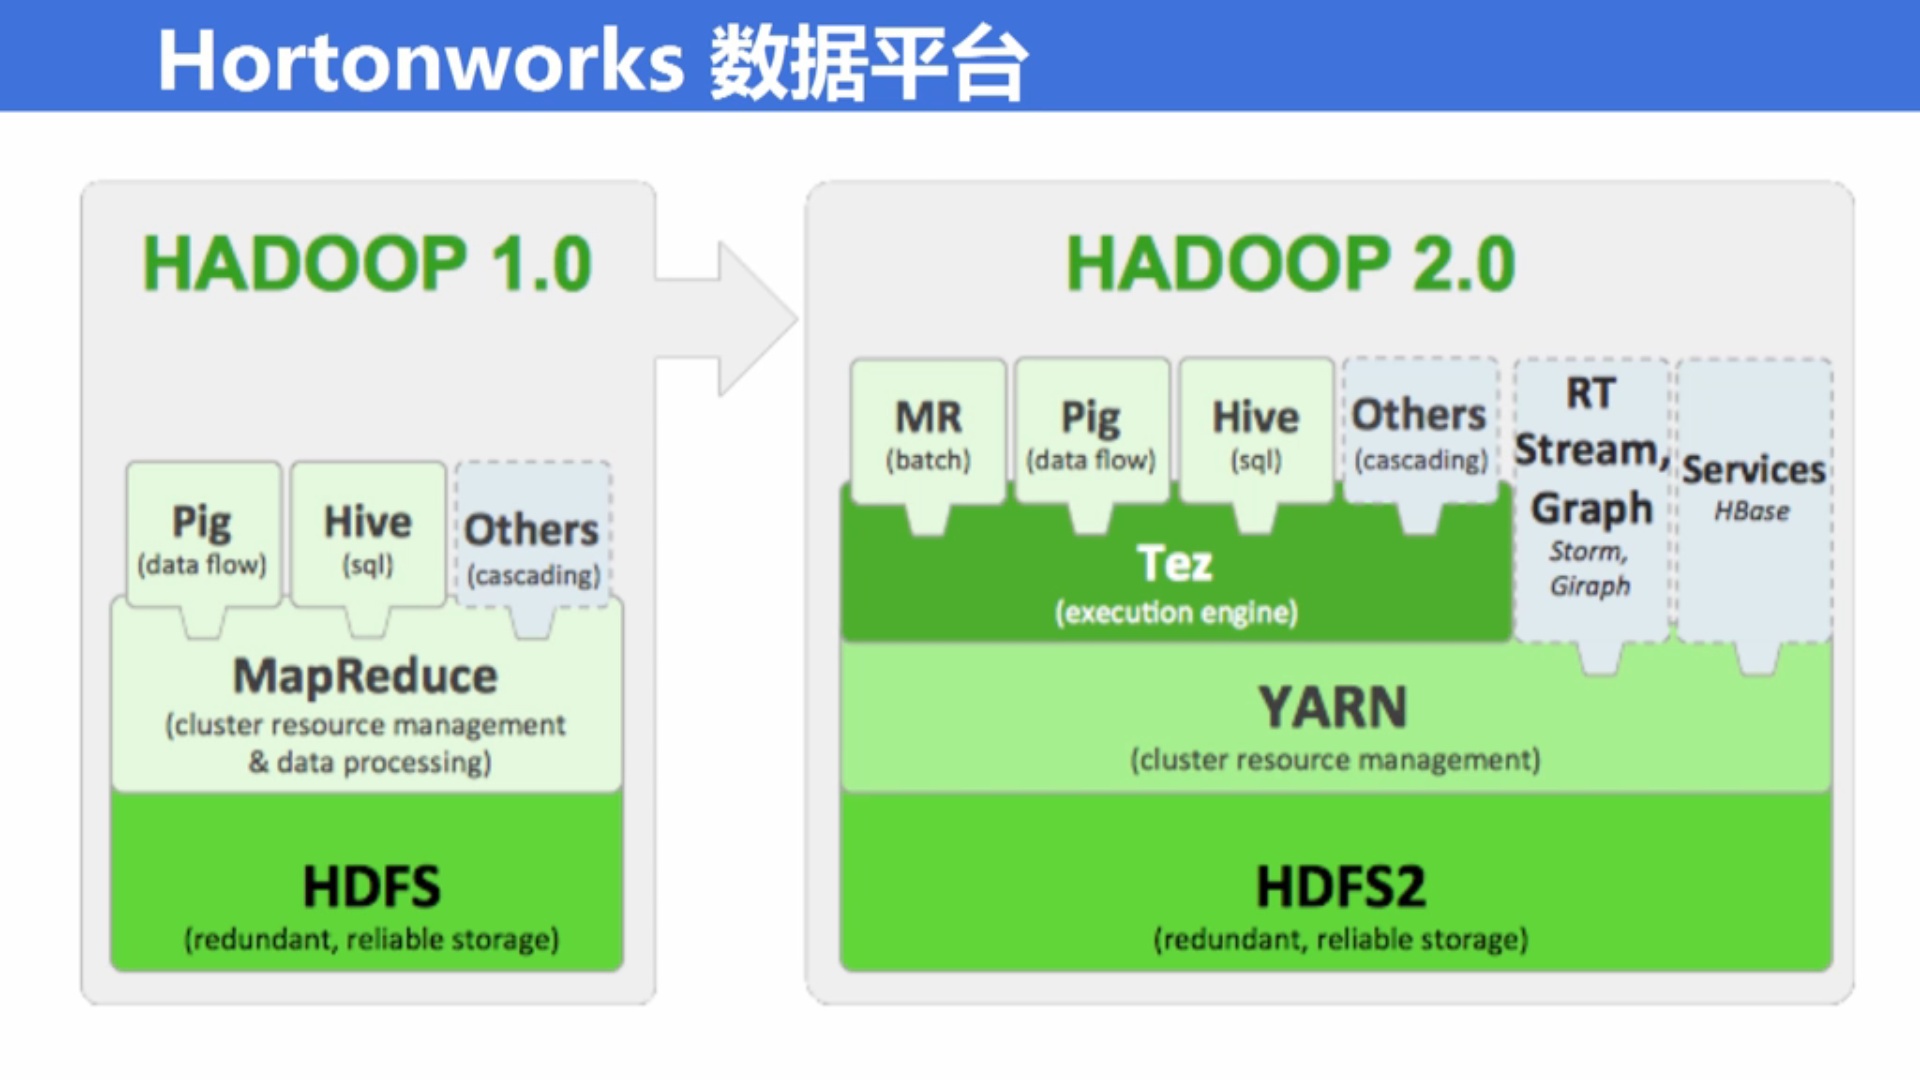 Hortonworks 数据平台
HADOOP 1.0
Pig
(data flow)
Hive
(sql)
Others
(cascading)
MapReduce
(cluster resource management
& data processing)
HDFS
(redundant, reliable storage)
HADOOP 2.0
MR
(batch)
Pig
(data flow)
Hive
(sql)
Others
(cascading)
RT
Stream,
Graph
Storm,
Giraph
Services
HBase
Tez
(execution engine)
YARN
(cluster resource management)
HDFS2
(redundant, reliable storage)